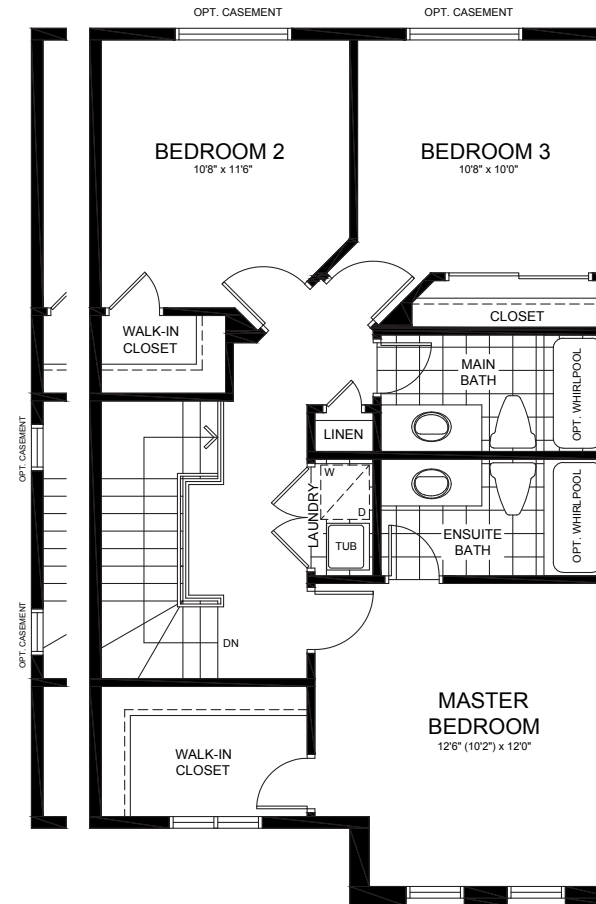 OPT. CASEMENT
OPT. CASEMENT
BEDROOM 2
10'8" x 11'6"
BEDROOM 3
10'8" x 10'0"
WALK-IN
CLOSET
CLOSET
MAIN
BATH
OPT. WHIRLPOOL
OPT. CASEMENT
LINEN
W
D
LAUNDRY
TUB
ENSUITE
BATH
OPT. WHIRLPOOL
OPT. CASEMENT
DN
MASTER
BEDROOM
12'6" (10'2") x 12'0"
WALK-IN
CLOSET